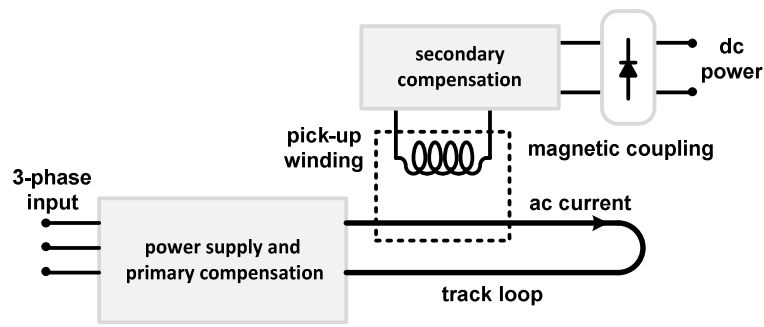 secondary
compensation
dc
power
pick-up
winding
magnetic coupling
3-phase
input
ac current
power supply and
primary compensation
track loop